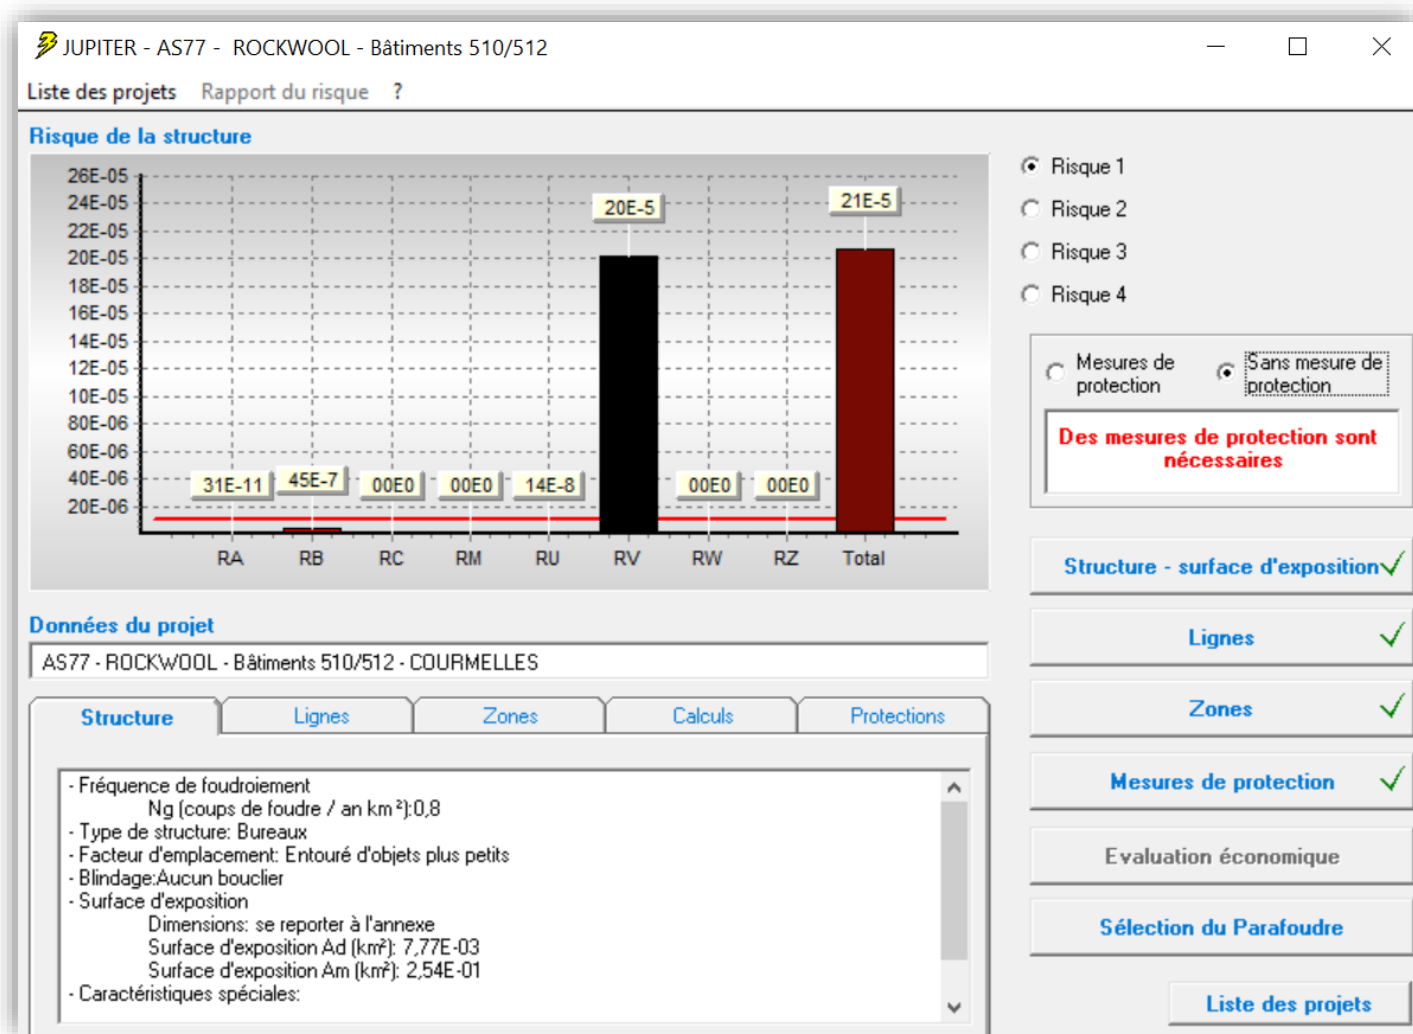 JUPITER - AS77 - ROCKWOOL - Bâtiments 510/512
Liste des projets Rapport du risque ?
Risque de la structure
26E-05
24E-05
22E-05
20E-05
18E-05
16E-05
14E-05
12E-05
10E-05
80E-06
60E-06
40E-06
20E-06
31E-11 45E-7 00E0 00E0 14E-8 20E-5 00E0 00E0 21E-5
RA RB RC RM RU RV RW RZ Total
Risque 1
Risque 2
Risque 3
Risque 4
Mesures de protection
Sans mesure de protection
Des mesures de protection sont
nécessaires
Structure - surface d'exposition
Lignes
Zones
Mesures de protection
Evaluation économique
Sélection du Parafoudre
Liste des projets
Données du projet
AS77 - ROCKWOOL - Bâtiments 510/512 - COURMELLES
Structure Lignes Zones Calculs Protections
- Fréquence de foudroiement
Ng (coups de foudre / an km²):0,8
- Type de structure: Bureaux
- Facteur d'emplacement: Entouré d'objets plus petits
- Blindage:Aucun bouclier
- Surface d'exposition
Dimensions: se reporter à l'annexe
Surface d'exposition Ad (km²): 7,77E-03
Surface d'exposition Am (km²): 2,54E-01
- Caractéristiques spéciales: